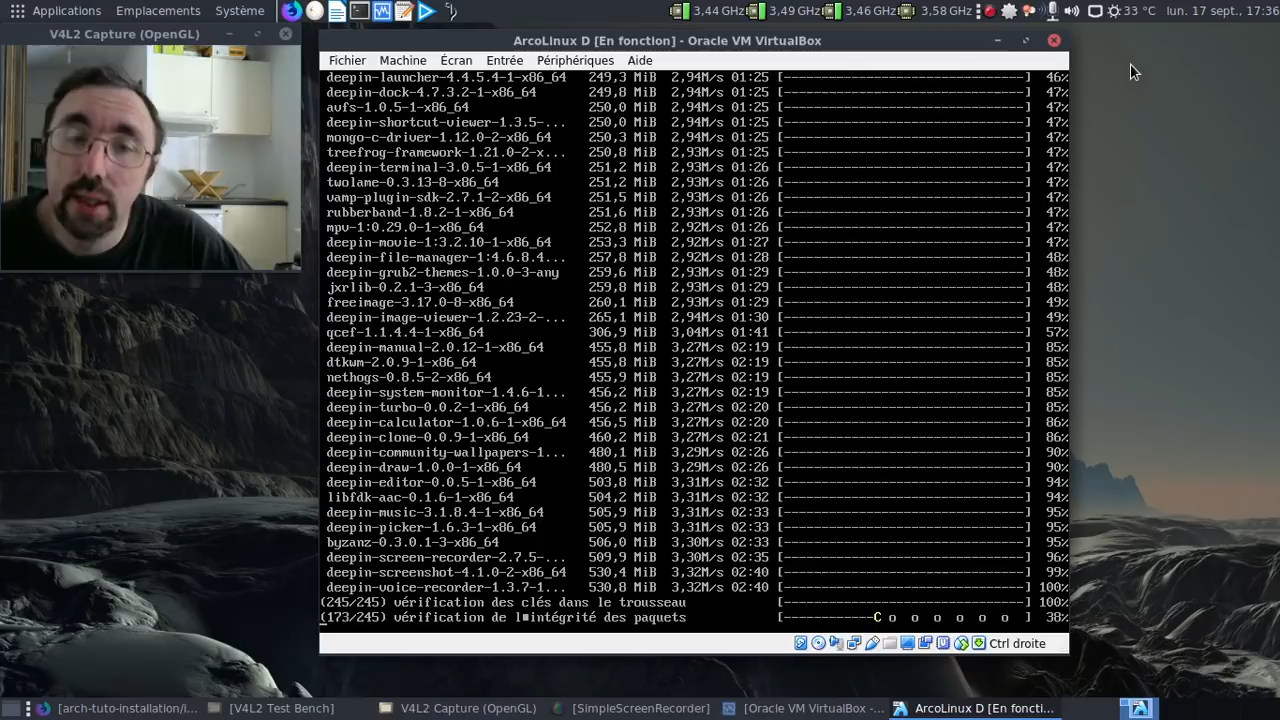 Applications Emplacements Système 3,44 GHz 3,49 GHz 3,46 GHz 3,58 GHz 33 °C lun. 17 sept., 17:36
V4L2 Capture (OpenGL)
ArcoLinux D [En fonction] - Oracle VM VirtualBox
Fichier Machine Écran Entrée Périphériques Aide
deepin-launcher-4.4.5.4-1-x86_64 249,3 MiB 2,94M/s 01:25 [--------------------------------] 46%
deepin-dock-4.7.3.2-1-x86_64 249,8 MiB 2,94M/s 01:25 [--------------------------------] 47%
avfs-1.0.5-1-x86_64 250,0 MiB 2,94M/s 01:25 [--------------------------------] 47%
deepin-shortcut-viewer-1.3.5-... 250,0 MiB 2,94M/s 01:25 [--------------------------------] 47%
mongo-c-driver-1.12.0-2-x86_64 250,3 MiB 2,94M/s 01:25 [--------------------------------] 47%
treefrog-framework-1.21.0-2-x... 250,8 MiB 2,93M/s 01:25 [--------------------------------] 47%
deepin-terminal-3.0.5-1-x86_64 251,2 MiB 2,93M/s 01:26 [--------------------------------] 47%
twolame-0.3.13-8-x86_64 251,2 MiB 2,93M/s 01:26 [--------------------------------] 47%
vamp-plugin-sdk-2.7.1-2-x86_64 251,5 MiB 2,93M/s 01:26 [--------------------------------] 47%
rubberband-1.8.2-1-x86_64 251,6 MiB 2,93M/s 01:26 [--------------------------------] 47%
mpv-1:0.29.0-1-x86_64 252,8 MiB 2,92M/s 01:26 [--------------------------------] 47%
deepin-movie-1:3.2.10-1-x86_64 253,3 MiB 2,92M/s 01:27 [--------------------------------] 47%
deepin-file-manager-1:4.6.8.4... 257,8 MiB 2,92M/s 01:28 [--------------------------------] 48%
deepin-grub2-themes-1.0.0-3-any 259,6 MiB 2,93M/s 01:29 [--------------------------------] 48%
jxrlib-0.2.1-3-x86_64 259,8 MiB 2,93M/s 01:29 [--------------------------------] 48%
freeimage-3.17.0-8-x86_64 260,1 MiB 2,93M/s 01:29 [--------------------------------] 49%
deepin-image-viewer-1.2.23-2-... 265,1 MiB 2,94M/s 01:30 [--------------------------------] 49%
qcef-1.1.4.4-1-x86_64 306,9 MiB 3,04M/s 01:41 [--------------------------------] 57%
deepin-manual-2.0.12-1-x86_64 455,8 MiB 3,27M/s 02:19 [--------------------------------] 85%
dtkwm-2.0.9-1-x86_64 455,8 MiB 3,27M/s 02:19 [--------------------------------] 85%
nethogs-0.8.5-2-x86_64 455,9 MiB 3,27M/s 02:19 [--------------------------------] 85%
deepin-system-monitor-1.4.6-1... 456,2 MiB 3,27M/s 02:19 [--------------------------------] 85%
deepin-turbo-0.0.2-1-x86_64 456,2 MiB 3,27M/s 02:20 [--------------------------------] 85%
deepin-calculator-1.0.6-1-x86_64 456,5 MiB 3,27M/s 02:20 [--------------------------------] 86%
deepin-clone-0.0.9-1-x86_64 460,2 MiB 3,27M/s 02:21 [--------------------------------] 86%
deepin-community-wallpapers-1... 480,1 MiB 3,29M/s 02:26 [--------------------------------] 90%
deepin-draw-1.0.0-1-x86_64 480,5 MiB 3,29M/s 02:26 [--------------------------------] 90%
deepin-editor-0.0.5-1-x86_64 503,8 MiB 3,31M/s 02:32 [--------------------------------] 94%
libfdk-aac-0.1.6-1-x86_64 504,2 MiB 3,31M/s 02:32 [--------------------------------] 94%
deepin-music-3.1.8.4-1-x86_64 505,9 MiB 3,31M/s 02:33 [--------------------------------] 95%
deepin-picker-1.6.3-1-x86_64 505,9 MiB 3,31M/s 02:33 [--------------------------------] 95%
byzanz-0.3.0.1-3-x86_64 506,0 MiB 3,30M/s 02:33 [--------------------------------] 95%
deepin-screen-recorder-2.7.5-... 509,9 MiB 3,30M/s 02:35 [--------------------------------] 96%
deepin-screenshot-4.1.0-2-x86_64 530,4 MiB 3,32M/s 02:40 [--------------------------------] 99%
deepin-voice-recorder-1.3.7-1... 530,8 MiB 3,32M/s 02:40 [--------------------------------] 100%
(245/245) vérification des clés dans le trousseau [--------------------------------] 100%
(173/245) vérification de l■intégrité des paquets [------------C o o o o o o ] 38%
Ctrl droite
[arch-tuto-installation/I... [V4L2 Test Bench] V4L2 Capture (OpenGL) [SimpleScreenRecorder] [Oracle VM VirtualBox -... ArcoLinux D [En foncti...